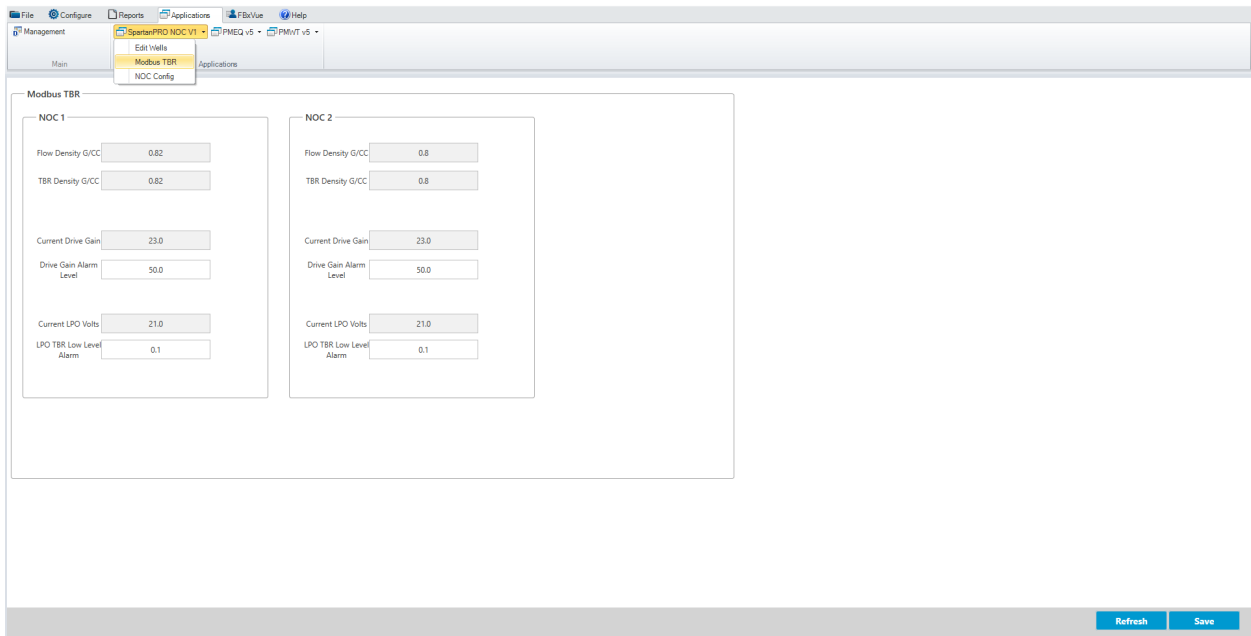 File Configure Reports Applications FBxVue Help
Management SpartanPRO NOC V1 PMEQ v5 PMWT v5
Edit Wells
Modbus TBR
NOC Config
Main Applications
Modbus TBR
NOC 1 NOC 2
Flow Density G/CC 0.82 Flow Density G/CC 0.8
TBR Density G/CC 0.82 TBR Density G/CC 0.8
Current Drive Gain 23.0 Current Drive Gain 23.0
Drive Gain Alarm Drive Gain Alarm
Level 50.0 Level 50.0
Current LPO Volts 21.0 Current LPO Volts 21.0
LPO TBR Low Level LPO TBR Low Level
Alarm 0.1 Alarm 0.1
Refresh Save